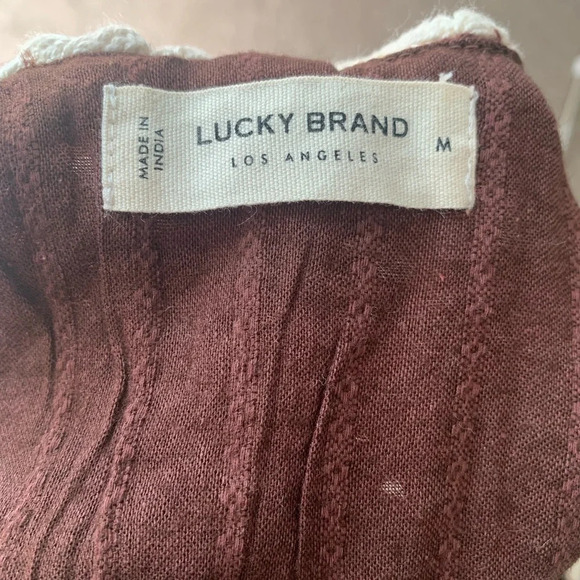 MADE IN
INDIA
LUCKY BRAND
LOS ANGELES
M